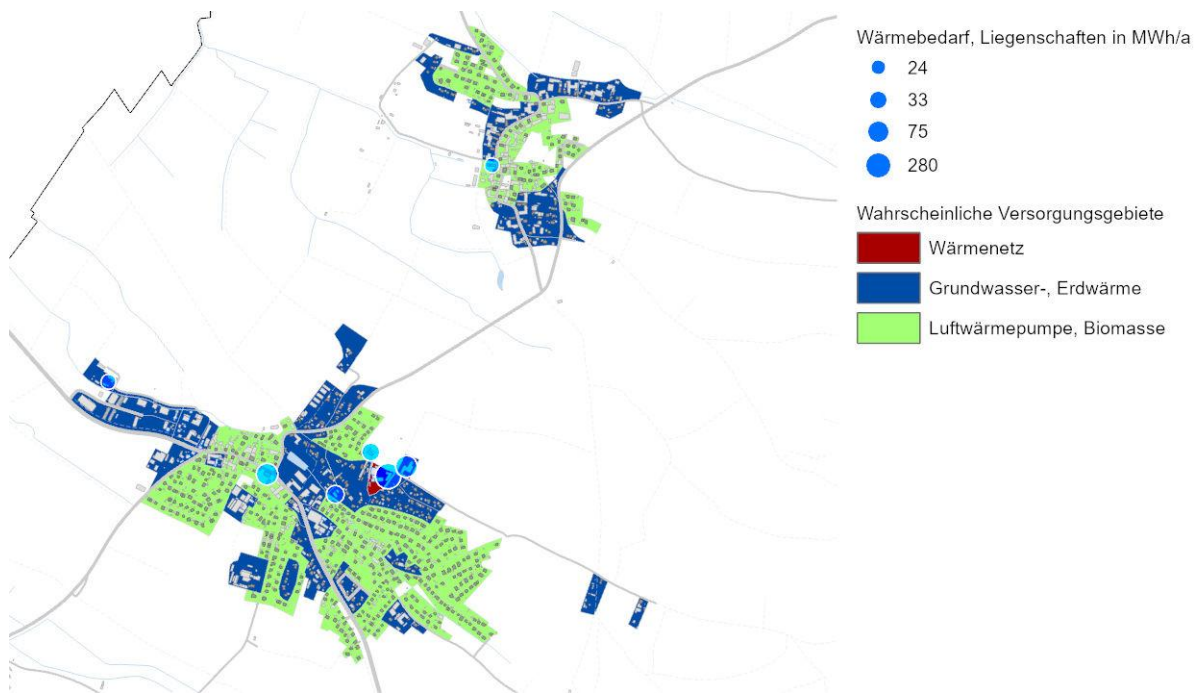 Wärmebedarf, Liegenschaften in MWh/a
24
33
75
280
Wahrscheinliche Versorgungsgebiete
Wärmenetz
Grundwasser-, Erdwärme
Luftwärmepumpe, Biomasse